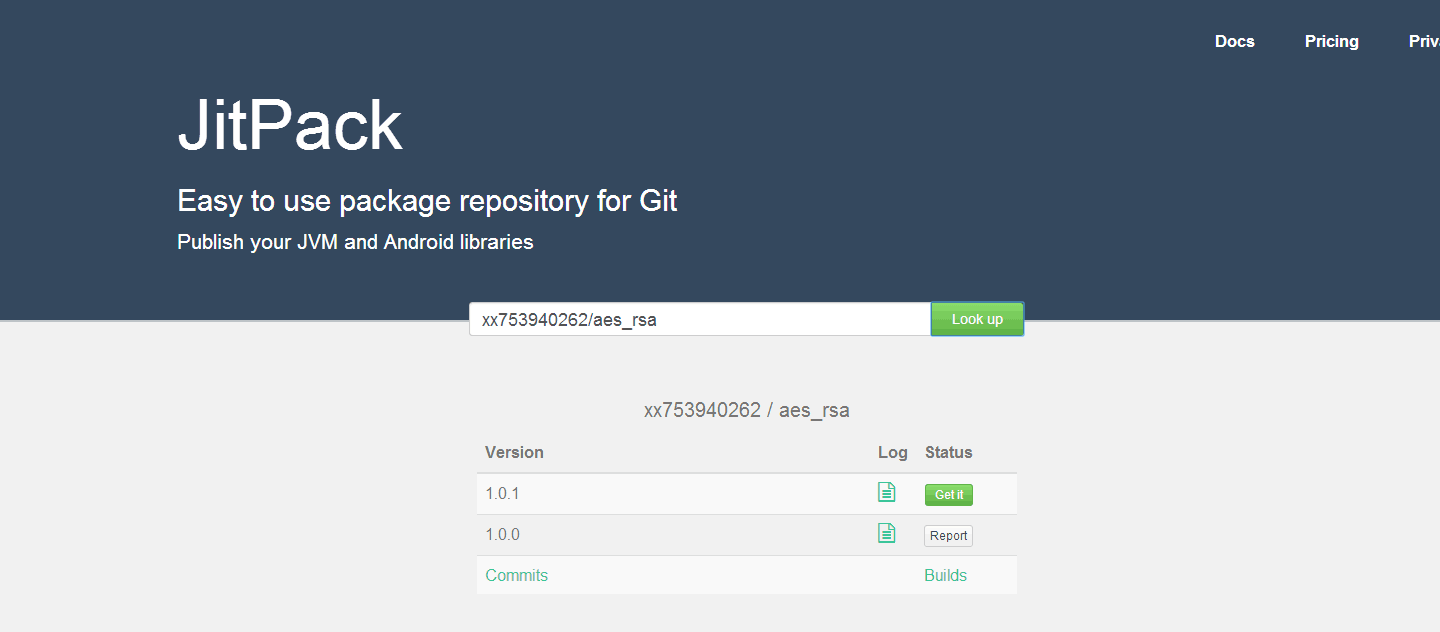 Docs Pricing
JitPack
Easy to use package repository for Git
Publish your JVM and Android libraries
xx753940262/aes_rsa Look up
xx753940262 / aes_rsa
Version Log Status
1.0.1 Get it
1.0.0 Report
Commits Builds